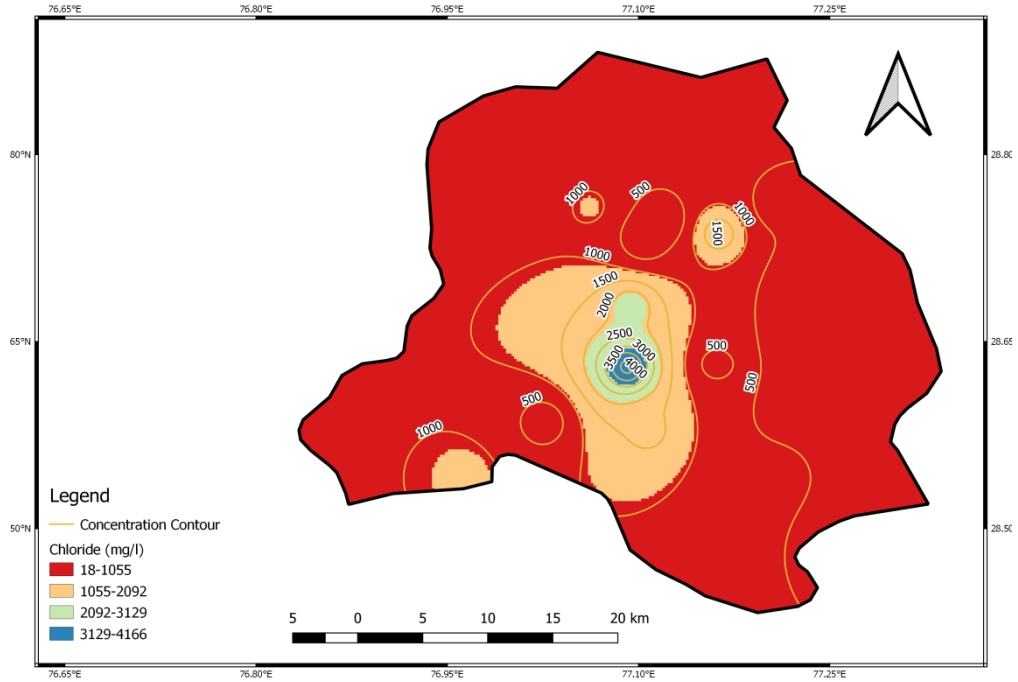 76.65°E 76.80°E 76.95°E 77.10°E 77.25°E
80°N 28.80
1000 500 1000
1500
1000
1500
2000
65°N 2500 3000 500 28.65
3500 4000
500
500
1000
50°N 28.50
Legend
Concentration Contour
Chloride (mg/l)
18-1055
1055-2092
2092-3129
3129-4166
5 0 5 10 15 20 km
76.65°E 76.80°E 76.95°E 77.10°E 77.25°E